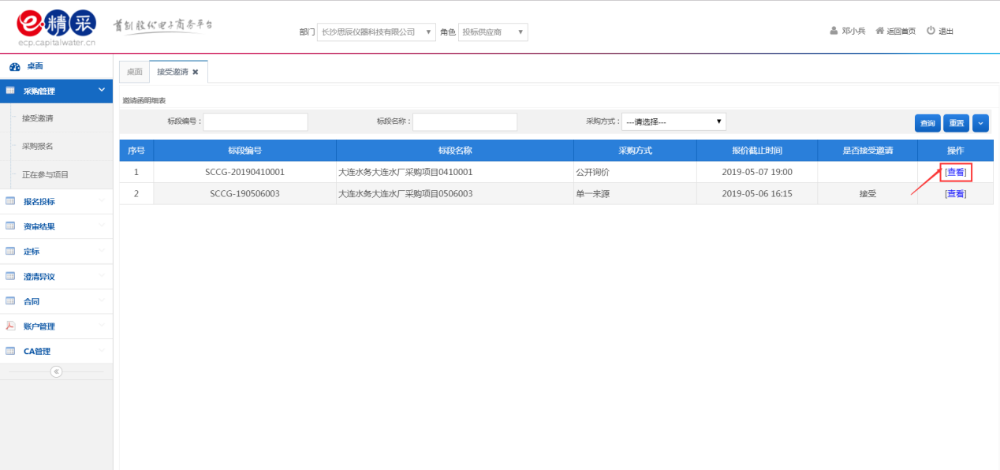 e精采
首创股份电子商务平台
ecp.capitalwater.cn
部门 长沙思辰仪器科技有限公司 ▼ 角色 投标供应商 ▼
邓小兵 返回首页 退出
桌面
采购管理
接受邀请
采购报名
正在参与项目
报名投标
资审结果
定标
澄清异议
合同
账户管理
CA管理
桌面 接受邀请 ✖
邀请函明细表
标段编号： 标段名称： 采购方式： ---请选择--- ▼ 查询 重置
序号 标段编号 标段名称 采购方式 报价截止时间 是否接受邀请 操作
1 SCCG-20190410001 大连水务大连水厂采购项目0410001 公开询价 2019-05-07 19:00 [查看]
2 SCCG-190506003 大连水务大连水厂采购项目0506003 单一来源 2019-05-06 16:15 接受 [查看]